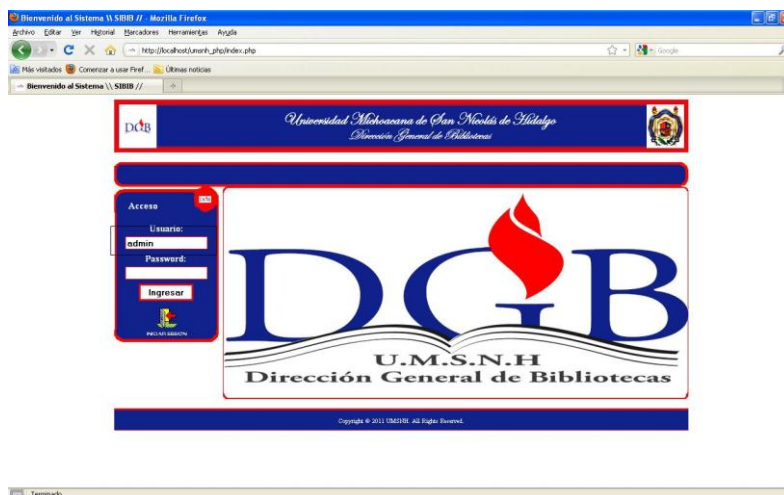 Bienvenido al Sistema \\ SIBIB // - Mozilla Firefox
Archivo Editar Ver Historial Marcadores Herramientas Ayuda
http://localhost/umsnh_php/index.php
Google
Más visitados Comenzar a usar Firef... Últimas noticias
Bienvenido al Sistema \\ SIBIB //
DGB
Universidad Michoacana de San Nicolás de Hidalgo
Dirección General de Bibliotecas
Acceso
Usuario:
admin
Password:
Ingresar
INICIAR SESION
DGB
U.M.S.N.H
Dirección General de Bibliotecas
Copyright © 2011 UMSNH. All Rights Reserved.
Terminado